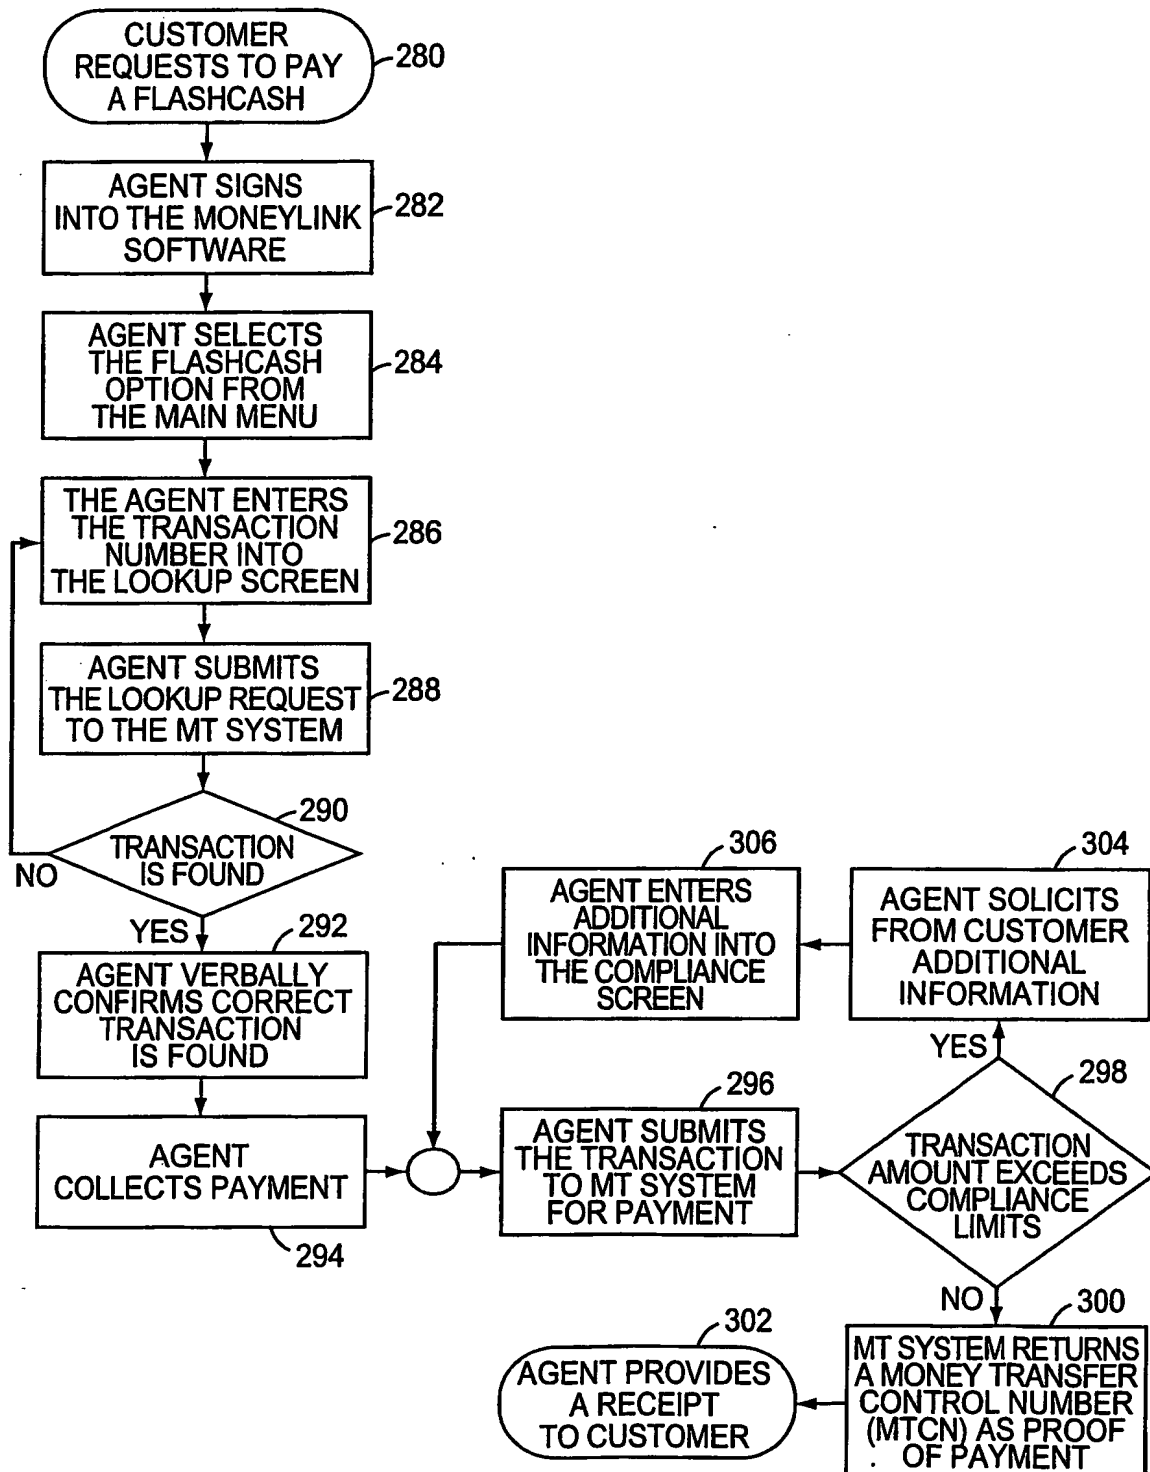 CUSTOMER
REQUESTS TO PAY
A FLASHCASH
280
AGENT SIGNS
INTO THE MONEYLINK
SOFTWARE
282
AGENT SELECTS
THE FLASHCASH
OPTION FROM
THE MAIN MENU
284
THE AGENT ENTERS
THE TRANSACTION
NUMBER INTO
THE LOOKUP SCREEN
286
AGENT SUBMITS
THE LOOKUP REQUEST
TO THE MT SYSTEM
288
290
TRANSACTION
IS FOUND
NO
YES
292
AGENT VERBALLY
CONFIRMS CORRECT
TRANSACTION
IS FOUND
AGENT
COLLECTS PAYMENT
294
306
AGENT ENTERS
ADDITIONAL
INFORMATION INTO
THE COMPLIANCE
SCREEN
304
AGENT SOLICITS
FROM CUSTOMER
ADDITIONAL
INFORMATION
YES
296
AGENT SUBMITS
THE TRANSACTION
TO MT SYSTEM
FOR PAYMENT
298
TRANSACTION
AMOUNT EXCEEDS
COMPLIANCE
LIMITS
NO
300
MT SYSTEM RETURNS
A MONEY TRANSFER
CONTROL NUMBER
(MTCN) AS PROOF
OF PAYMENT
302
AGENT PROVIDES
A RECEIPT
TO CUSTOMER